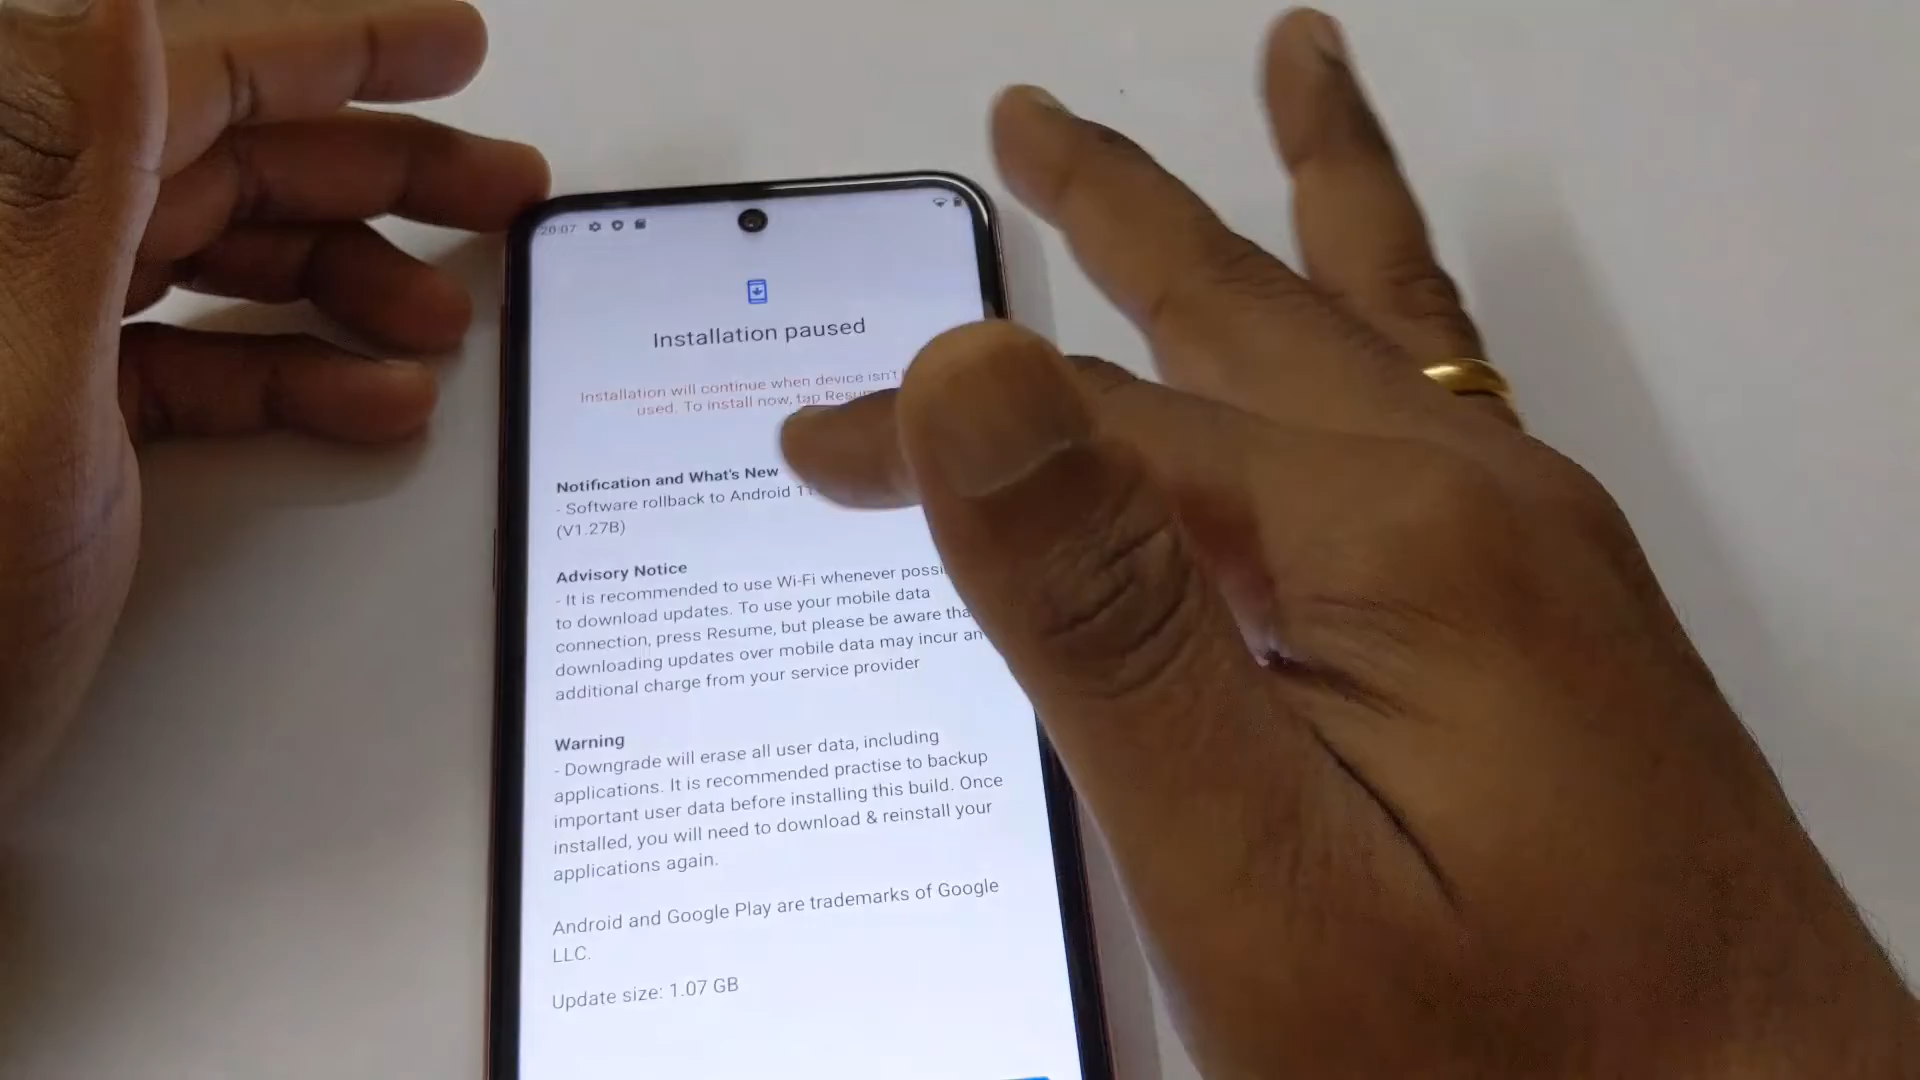 20:07
Installation paused
Installation will continue when device isn't
used. To install now, tap
Notification and What's New
- Software rollback to Android
(V1.27B)
Advisory Notice
- It is recommended to use Wi-Fi whenever
to download updates. To use your mobile data
connection, press Resume, but please be aware
downloading updates over mobile data may incur an
additional charge from your service provider
Warning
- Downgrade will erase all user data, including
applications. It is recommended practise to backup
important user data before installing this build. Once
installed, you will need to download & reinstall your
applications again.
Android and Google Play are trademarks of Google
LLC.
Update size: 1.07 GB